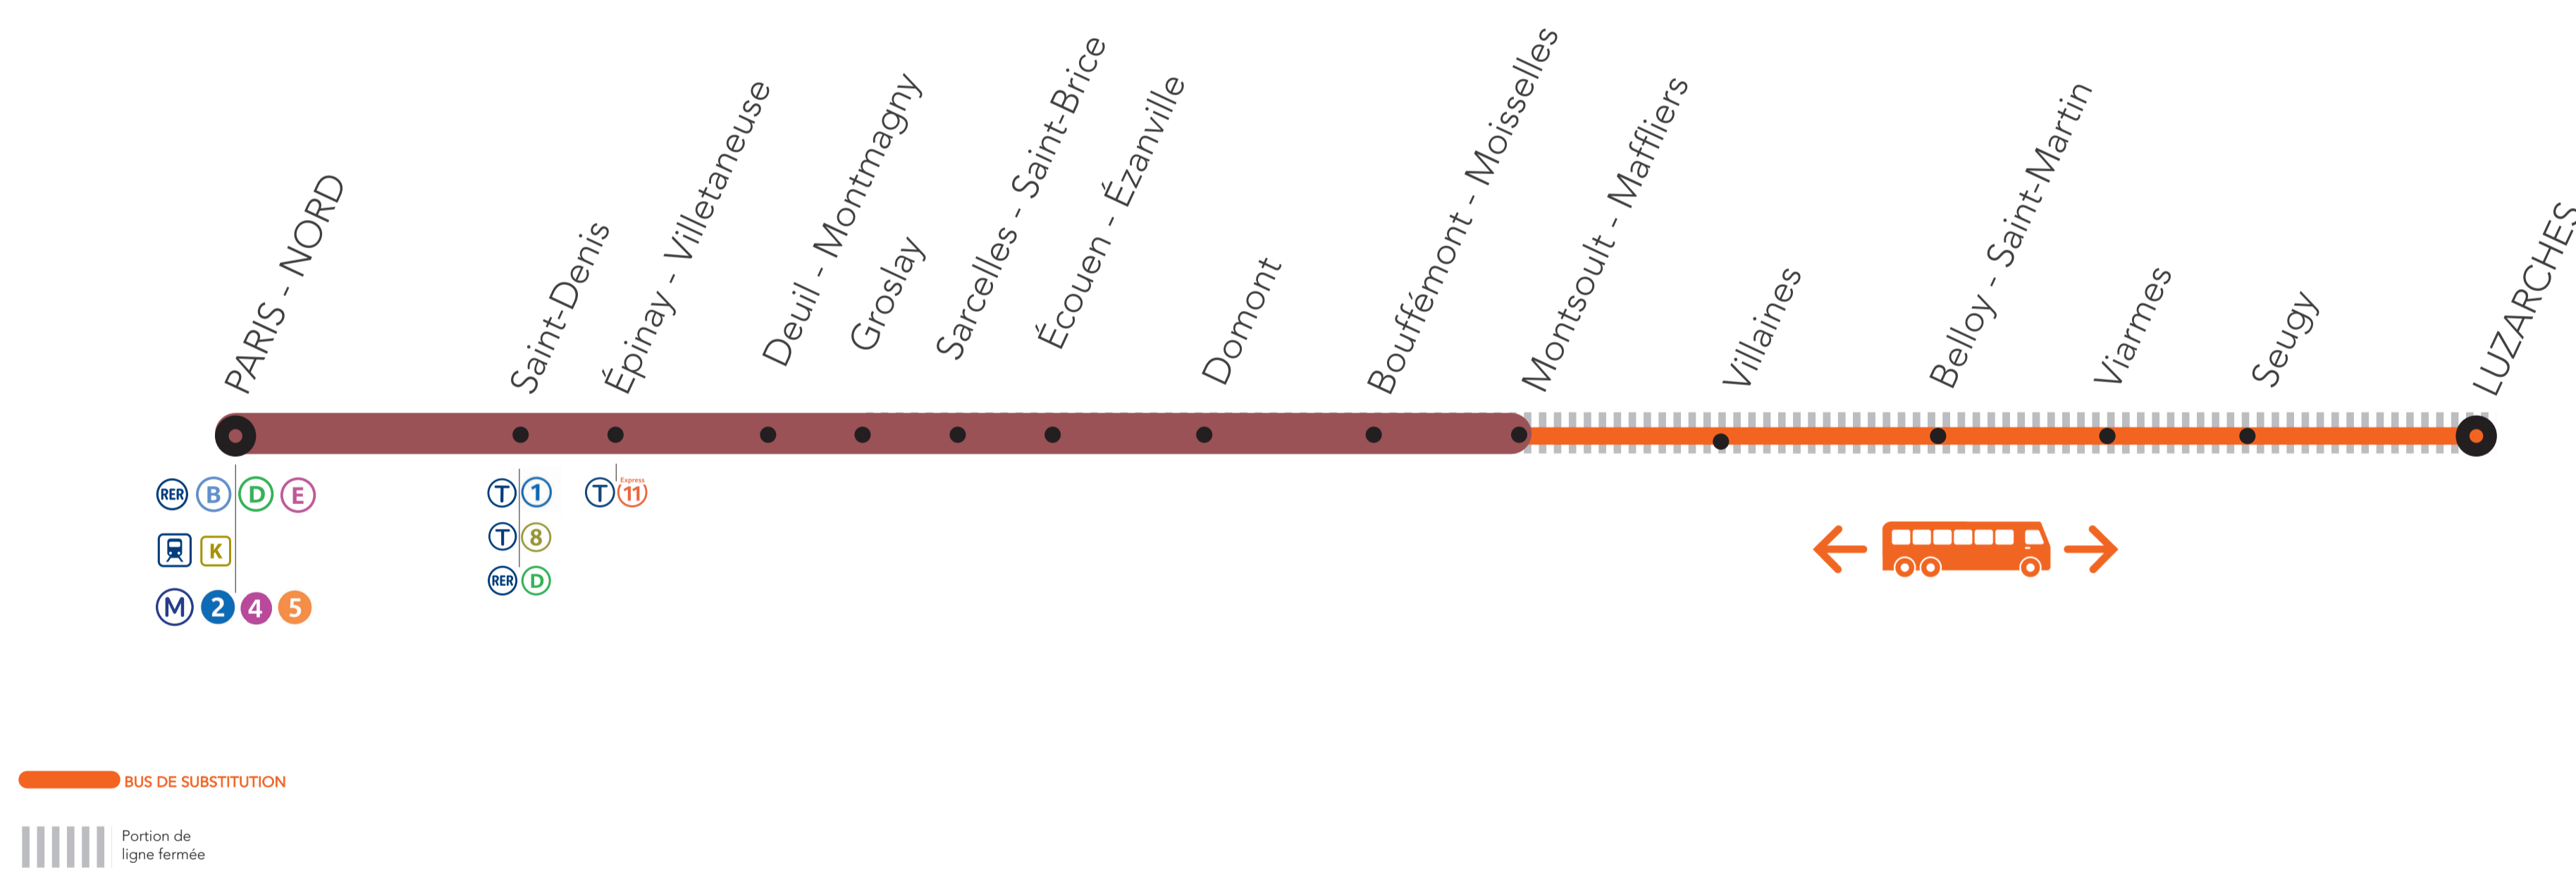 PARIS - NORD
Saint-Denis
Épinay - Villetaneuse
Deuil - Montmagny
Groslay
Sarcelles - Saint-Brice
Écouen - Ézanville
Domont
Bouffémont - Moisselles
Montsoult - Maffliers
Villaines
Belloy - Saint-Martin
Viarmes
Seugy
LUZARCHES
RER B D E
K
M 2 4 5
T 1
T 8
RER D
T Express 11
BUS DE SUBSTITUTION
Portion de
ligne fermée